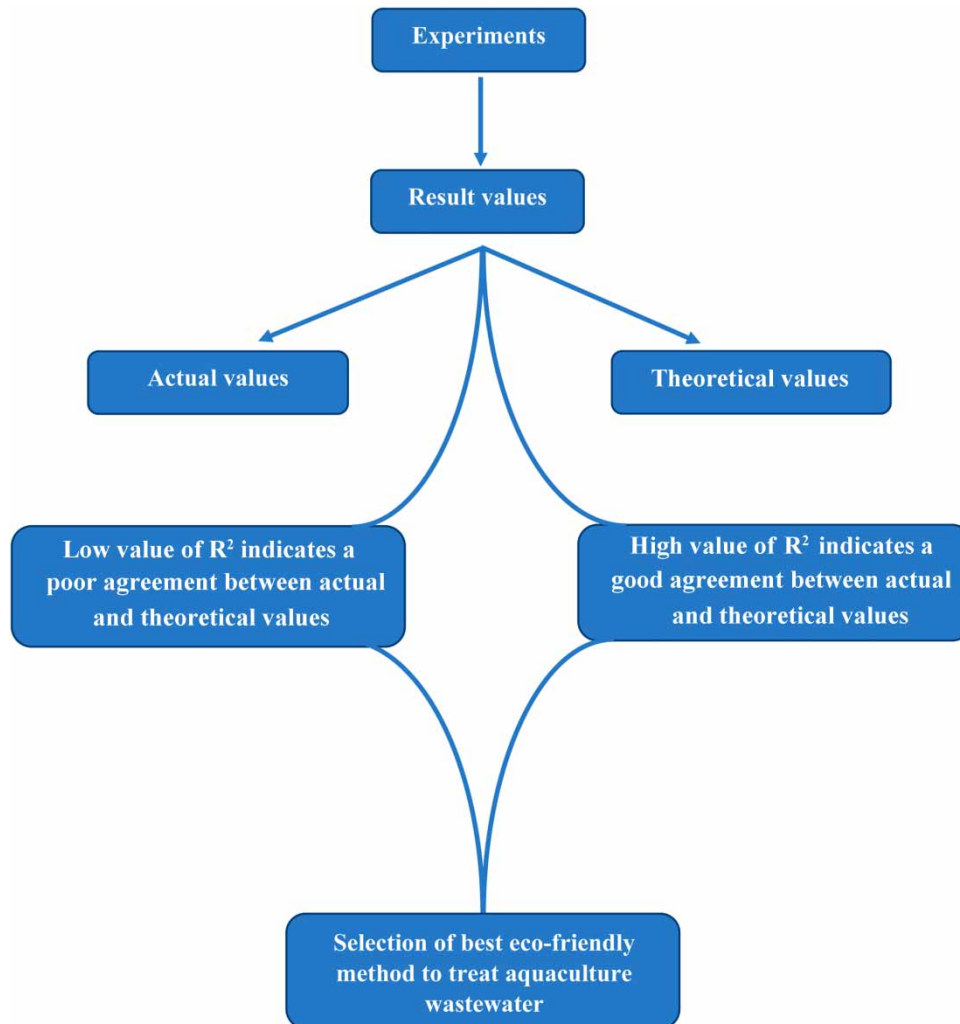 Experiments
Result values
Actual values
Theoretical values
Low value of R² indicates a
poor agreement between actual
and theoretical values
High value of R² indicates a
good agreement between actual
and theoretical values
Selection of best eco-friendly
method to treat aquaculture
wastewater